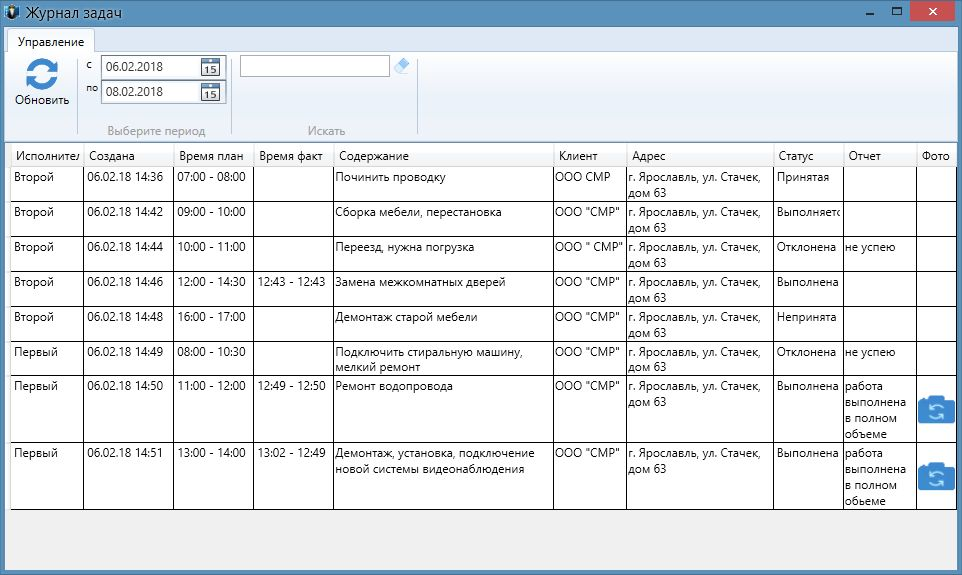 Журнал задач
Управление
Обновить
с 06.02.2018 15
по 08.02.2018 15
Выберите период
Искать
Исполнител Создана Время план Время факт Содержание Клиент Адрес Статус Отчет Фото
Второй 06.02.18 14:36 07:00 - 08:00 Починить проводку ООО СМР г. Ярославль, ул. Стачек, Принятая
дом 63
Второй 06.02.18 14:42 09:00 - 10:00 Сборка мебели, перестановка ООО "СМР" г. Ярославль, ул. Стачек, Выполняетс
дом 63
Второй 06.02.18 14:44 10:00 - 11:00 Переезд, нужна погрузка ООО " СМР" г. Ярославль, ул. Стачек, Отклонена не успею
дом 63
Второй 06.02.18 14:46 12:00 - 14:30 12:43 - 12:43 Замена межкомнатных дверей ООО "СМР" г. Ярославль, ул. Стачек, Выполнена
дом 63
Второй 06.02.18 14:48 16:00 - 17:00 Демонтаж старой мебели ООО "СМР" г. Ярославль, ул. Стачек, Непринята
дом 63
Первый 06.02.18 14:49 08:00 - 10:30 Подключить стиральную машину, ООО "СМР" г. Ярославль, ул. Стачек, Отклонена не успею
мелкий ремонт дом 63
Первый 06.02.18 14:50 11:00 - 12:00 12:49 - 12:50 Ремонт водопровода ООО "СМР" г. Ярославль, ул. Стачек, Выполнена работа
дом 63 выполнена
в полном
объеме
Первый 06.02.18 14:51 13:00 - 14:00 13:02 - 12:49 Демонтаж, установка, подключение ООО "СМР" г. Ярославль, ул. Стачек, Выполнена работа
новой системы видеонаблюдения дом 63 выполнена
в полном
обьеме